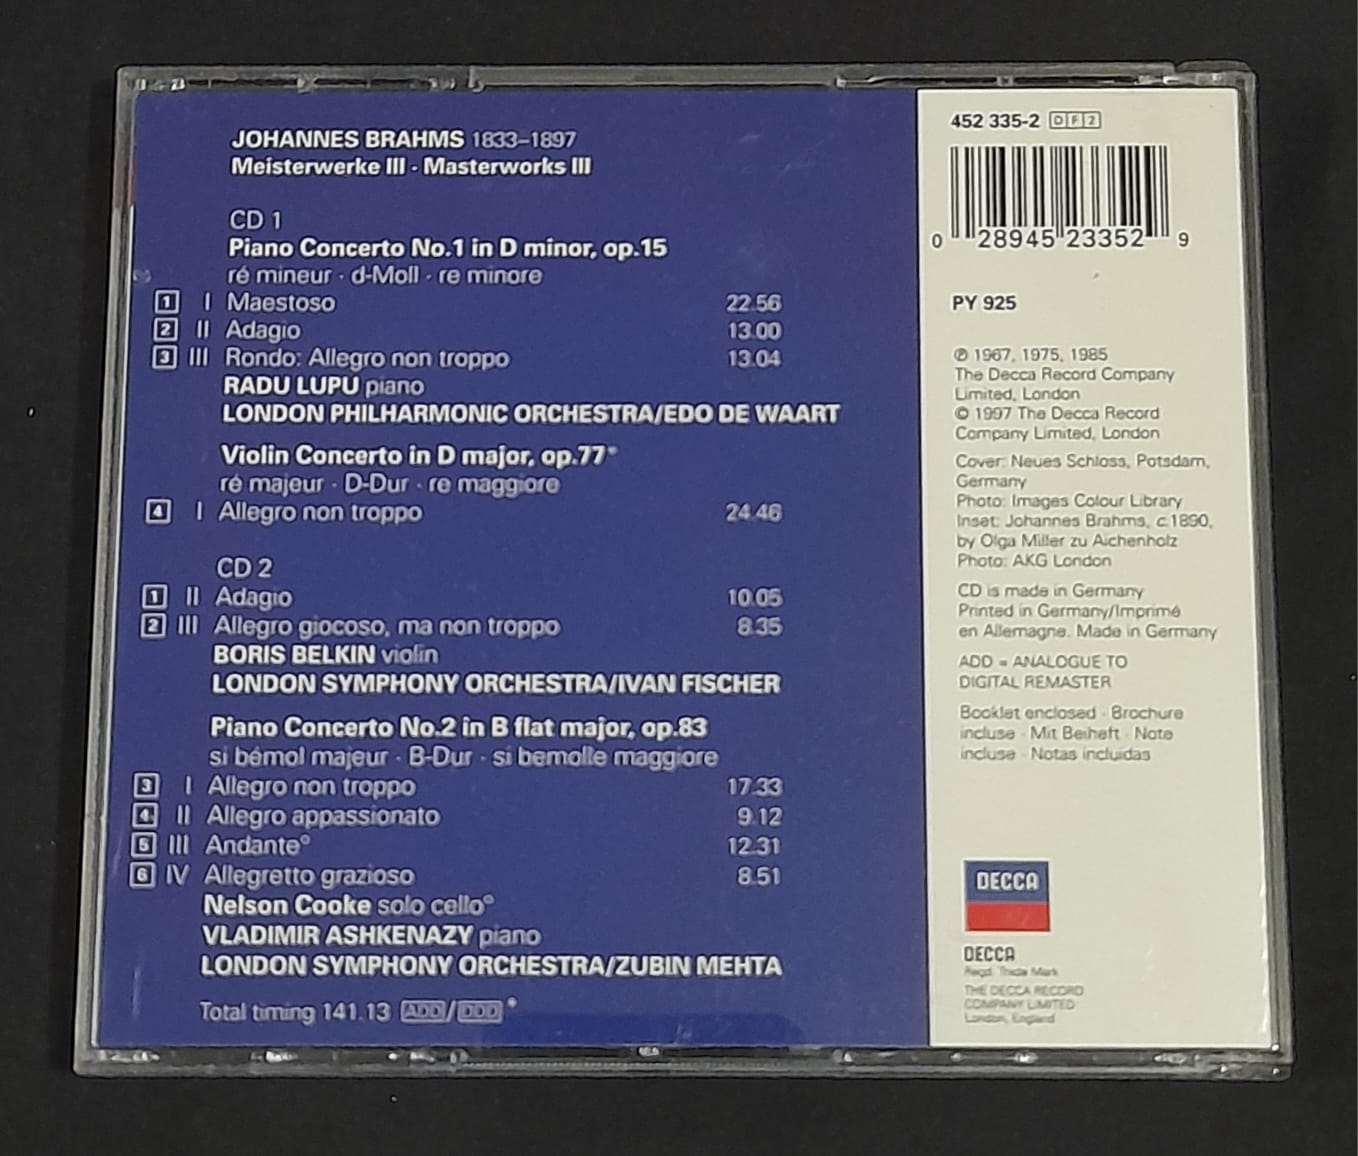 JOHANNES BRAHMS 1833–1897
Meisterwerke III · Masterworks III
CD 1
Piano Concerto No.1 in D minor, op.15
ré mineur · d-Moll · re minore
1 I Maestoso 22.56
2 II Adagio 13.00
3 III Rondo: Allegro non troppo 13.04
RADU LUPU piano
LONDON PHILHARMONIC ORCHESTRA/EDO DE WAART
Violin Concerto in D major, op.77*
ré majeur · D-Dur · re maggiore
4 I Allegro non troppo 24.46
CD 2
1 II Adagio 10.05
2 III Allegro giocoso, ma non troppo 8.35
BORIS BELKIN violin
LONDON SYMPHONY ORCHESTRA/IVAN FISCHER
Piano Concerto No.2 in B flat major, op.83
si bémol majeur · B-Dur · si bemolle maggiore
3 I Allegro non troppo 17.33
4 II Allegro appassionato 9.12
5 III Andante° 12.31
6 IV Allegretto grazioso 8.51
Nelson Cooke solo cello°
VLADIMIR ASHKENAZY piano
LONDON SYMPHONY ORCHESTRA/ZUBIN MEHTA
Total timing 141.13 ADD/DDD*
452 335-2 DF2
0 28945 23352 9
PY 925
℗ 1967, 1975, 1985
The Decca Record Company
Limited, London
© 1997 The Decca Record
Company Limited, London
Cover: Neues Schloss, Potsdam,
Germany
Photo: Images Colour Library
Inset: Johannes Brahms, c.1890,
by Olga Miller zu Aichenholz
Photo: AKG London
CD is made in Germany
Printed in Germany/Imprimé
en Allemagne. Made in Germany
ADD = ANALOGUE TO
DIGITAL REMASTER
Booklet enclosed · Brochure
incluse · Mit Beiheft · Note
incluse · Notas incluidas
DECCA
DECCA
Regd. Trade Mark
THE DECCA RECORD
COMPANY LIMITED
London, England